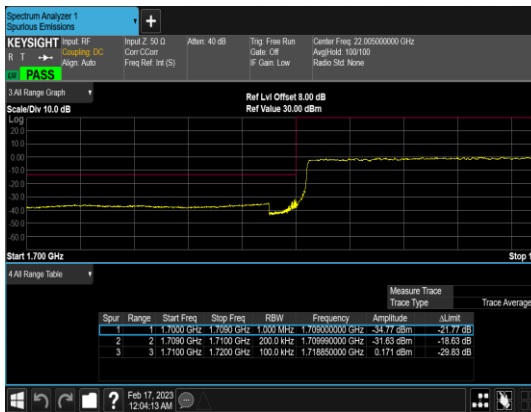 Spectrum Analyzer 1
Spurious Emissions
+
KEYSIGHT Input: RF Input Z: 50 Ω Atten: 40 dB Trig: Free Run Center Freq: 22.005000000 GHz
R T Coupling: DC Corr CCorr Gate: Off Avg|Hold: 100/100
Align: Auto Freq Ref: Int (S) IF Gain: Low Radio Std: None
PASS
3 All Range Graph
Ref Lvl Offset 8.00 dB
Scale/Div 10.0 dB Ref Value 30.00 dBm
Log
20.0
10.0
0.00
-10.0
-20.0
-30.0
-40.0
-50.0
-60.0
Start 1.700 GHz Stop 1
4 All Range Table
Measure Trace
Trace Type Trace Average
Spur Range Start Freq Stop Freq RBW Frequency Amplitude ΔLimit
1 1 1.7000 GHz 1.7090 GHz 1.000 MHz 1.709000000 GHz -34.77 dBm -21.77 dB
2 2 1.7090 GHz 1.7100 GHz 200.0 kHz 1.709990000 GHz -31.63 dBm -18.63 dB
3 3 1.7100 GHz 1.7200 GHz 100.0 kHz 1.718850000 GHz 0.171 dBm -29.83 dB
? Feb 17, 2023
12:04:13 AM